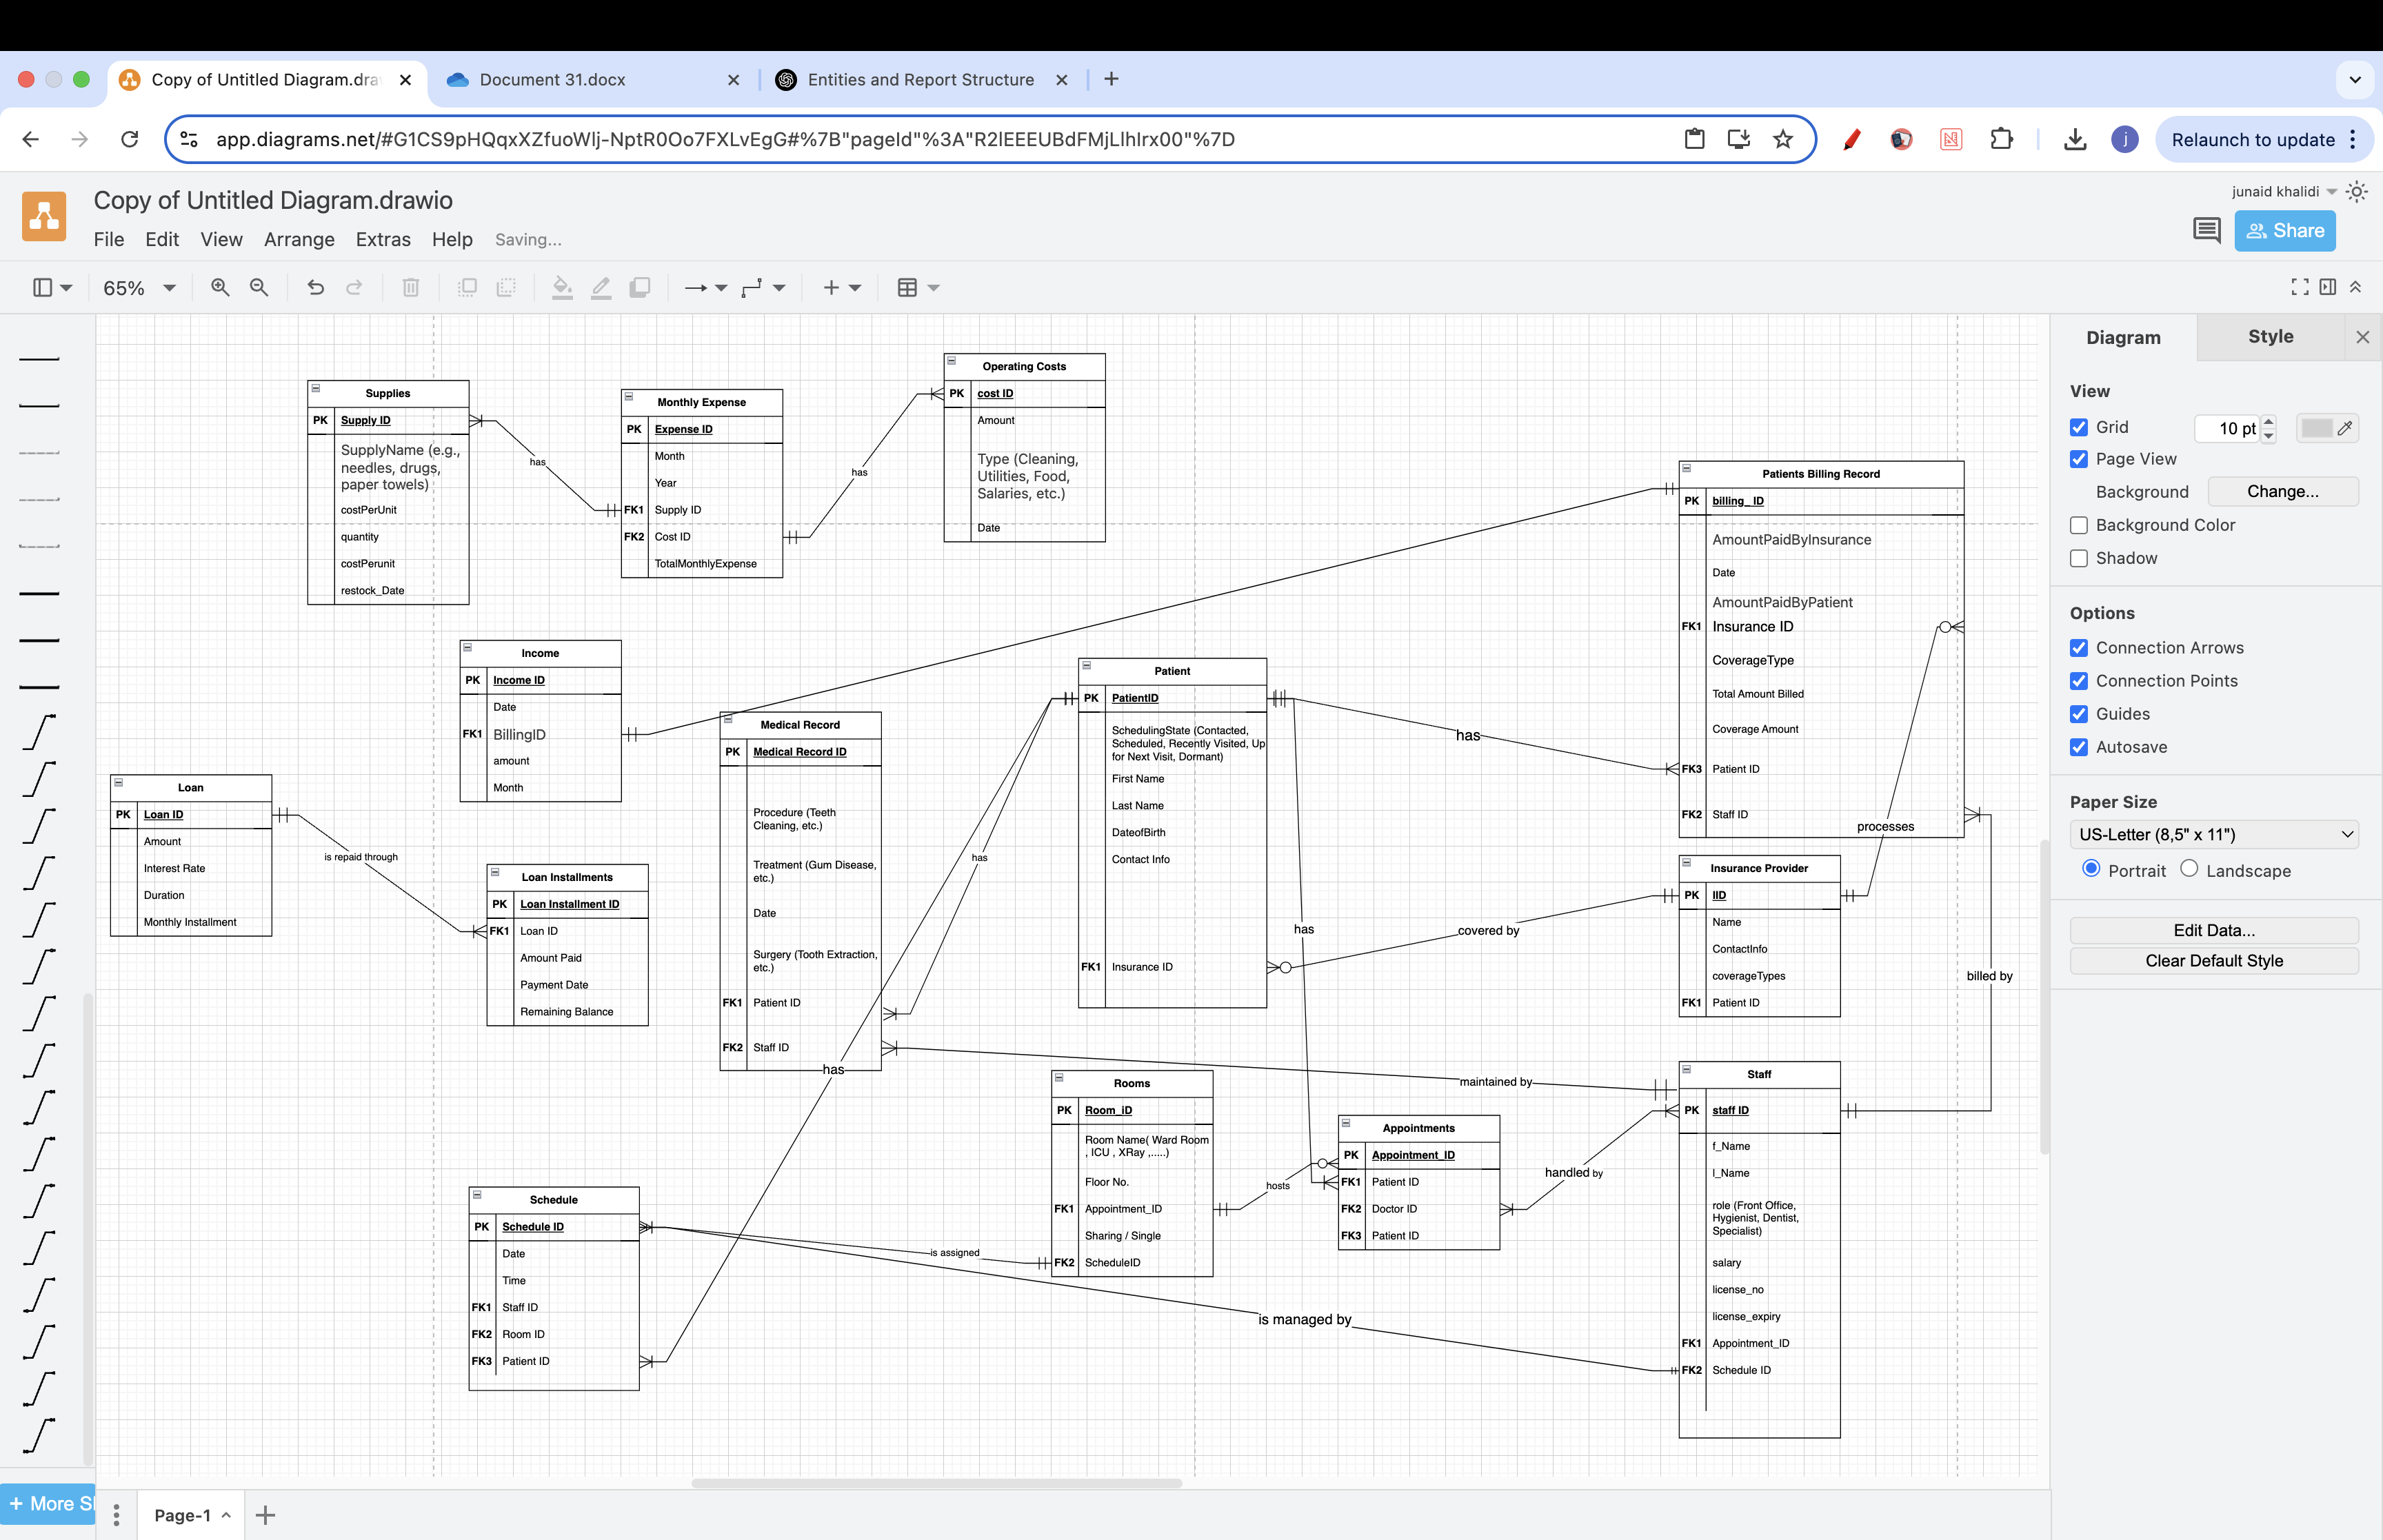 Copy of Untitled Diagram.dra
Document 31.docx
Entities and Report Structure
app.diagrams.net/#G1CS9pHQqxXZfuoWlj-NptR0Oo7FXLvEgG#%7B"pageId"%3A"R2lEEEUBdFMjLlhIrx00"%7D
j
Relaunch to update
Copy of Untitled Diagram.drawio
junaid khalidi
File Edit View Arrange Extras Help Saving...
Share
65%
Diagram
Style
View
Grid
10 pt
Page View
Background
Change...
Background Color
Shadow
Options
Connection Arrows
Connection Points
Guides
Autosave
Paper Size
US-Letter (8,5" x 11")
Portrait Landscape
Edit Data...
Clear Default Style
Supplies
PK Supply ID
SupplyName (e.g.,
needles, drugs,
paper towels)
costPerUnit
quantity
costPerunit
restock_Date
has
Monthly Expense
PK Expense ID
Month
Year
FK1 Supply ID
FK2 Cost ID
TotalMonthlyExpense
has
Operating Costs
PK cost ID
Amount
Type (Cleaning,
Utilities, Food,
Salaries, etc.)
Date
Patients Billing Record
PK billing_ ID
AmountPaidByInsurance
Date
AmountPaidByPatient
FK1 Insurance ID
CoverageType
Total Amount Billed
Coverage Amount
FK3 Patient ID
FK2 Staff ID
processes
Income
PK Income ID
Date
FK1 BillingID
amount
Month
Loan
PK Loan ID
Amount
Interest Rate
Duration
Monthly Installment
is repaid through
Loan Installments
PK Loan Installment ID
FK1 Loan ID
Amount Paid
Payment Date
Remaining Balance
Medical Record
PK Medical Record ID
Procedure (Teeth
Cleaning, etc.)
Treatment (Gum Disease,
etc.)
Date
Surgery (Tooth Extraction,
etc.)
FK1 Patient ID
FK2 Staff ID
has
has
Patient
PK PatientID
SchedulingState (Contacted,
Scheduled, Recently Visited, Up
for Next Visit, Dormant)
First Name
Last Name
DateofBirth
Contact Info
FK1 Insurance ID
has
has
covered by
Insurance Provider
PK IID
Name
ContactInfo
coverageTypes
FK1 Patient ID
billed by
maintained by
Staff
PK staff ID
f_Name
l_Name
role (Front Office,
Hygienist, Dentist,
Specialist)
salary
license_no
license_expiry
FK1 Appointment_ID
FK2 Schedule ID
Rooms
PK Room_iD
Room Name( Ward Room
, ICU , XRay ,.....)
Floor No.
FK1 Appointment_ID
Sharing / Single
FK2 ScheduleID
hosts
Appointments
PK Appointment_ID
FK1 Patient ID
FK2 Doctor ID
FK3 Patient ID
handled by
Schedule
PK Schedule ID
Date
Time
FK1 Staff ID
FK2 Room ID
FK3 Patient ID
is assigned
is managed by
+ More S
Page-1